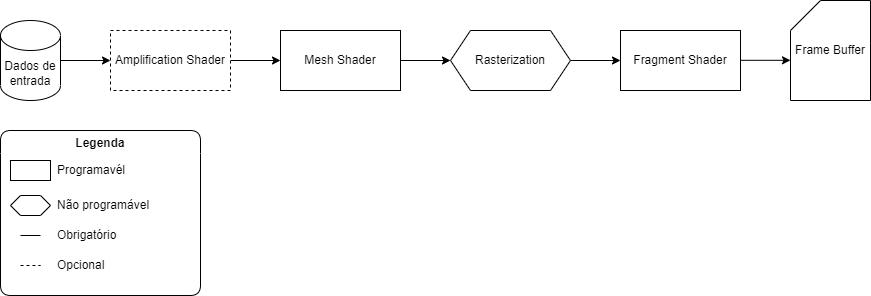 Dados de
entrada
Amplification Shader
Mesh Shader
Rasterization
Fragment Shader
Frame Buffer
Legenda
Programavél
Não programável
Obrigatório
Opcional